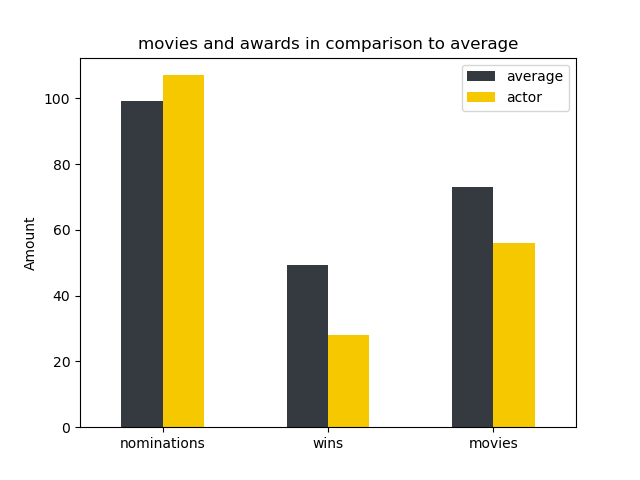 movies and awards in comparison to average
average
actor
Amount
100
80
60
40
20
0
nominations wins movies